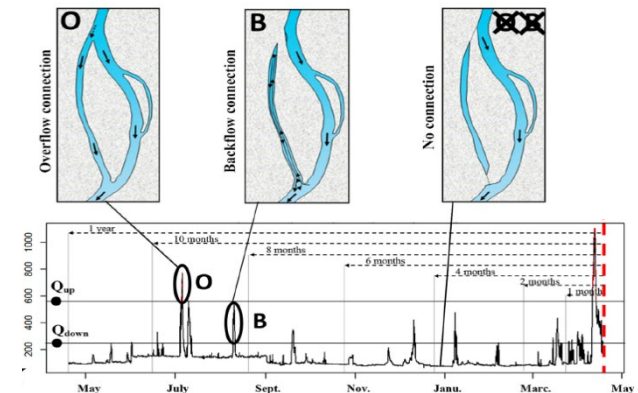 O
Overflow connection
B
Backflow connection
No connection
1 year
10 months
8 months
6 months
4 months
2 months
1 month
1000
800
600
400
200
Qup
Qdown
O
B
May
July
Sept.
Nov.
Janu.
Marc.
May